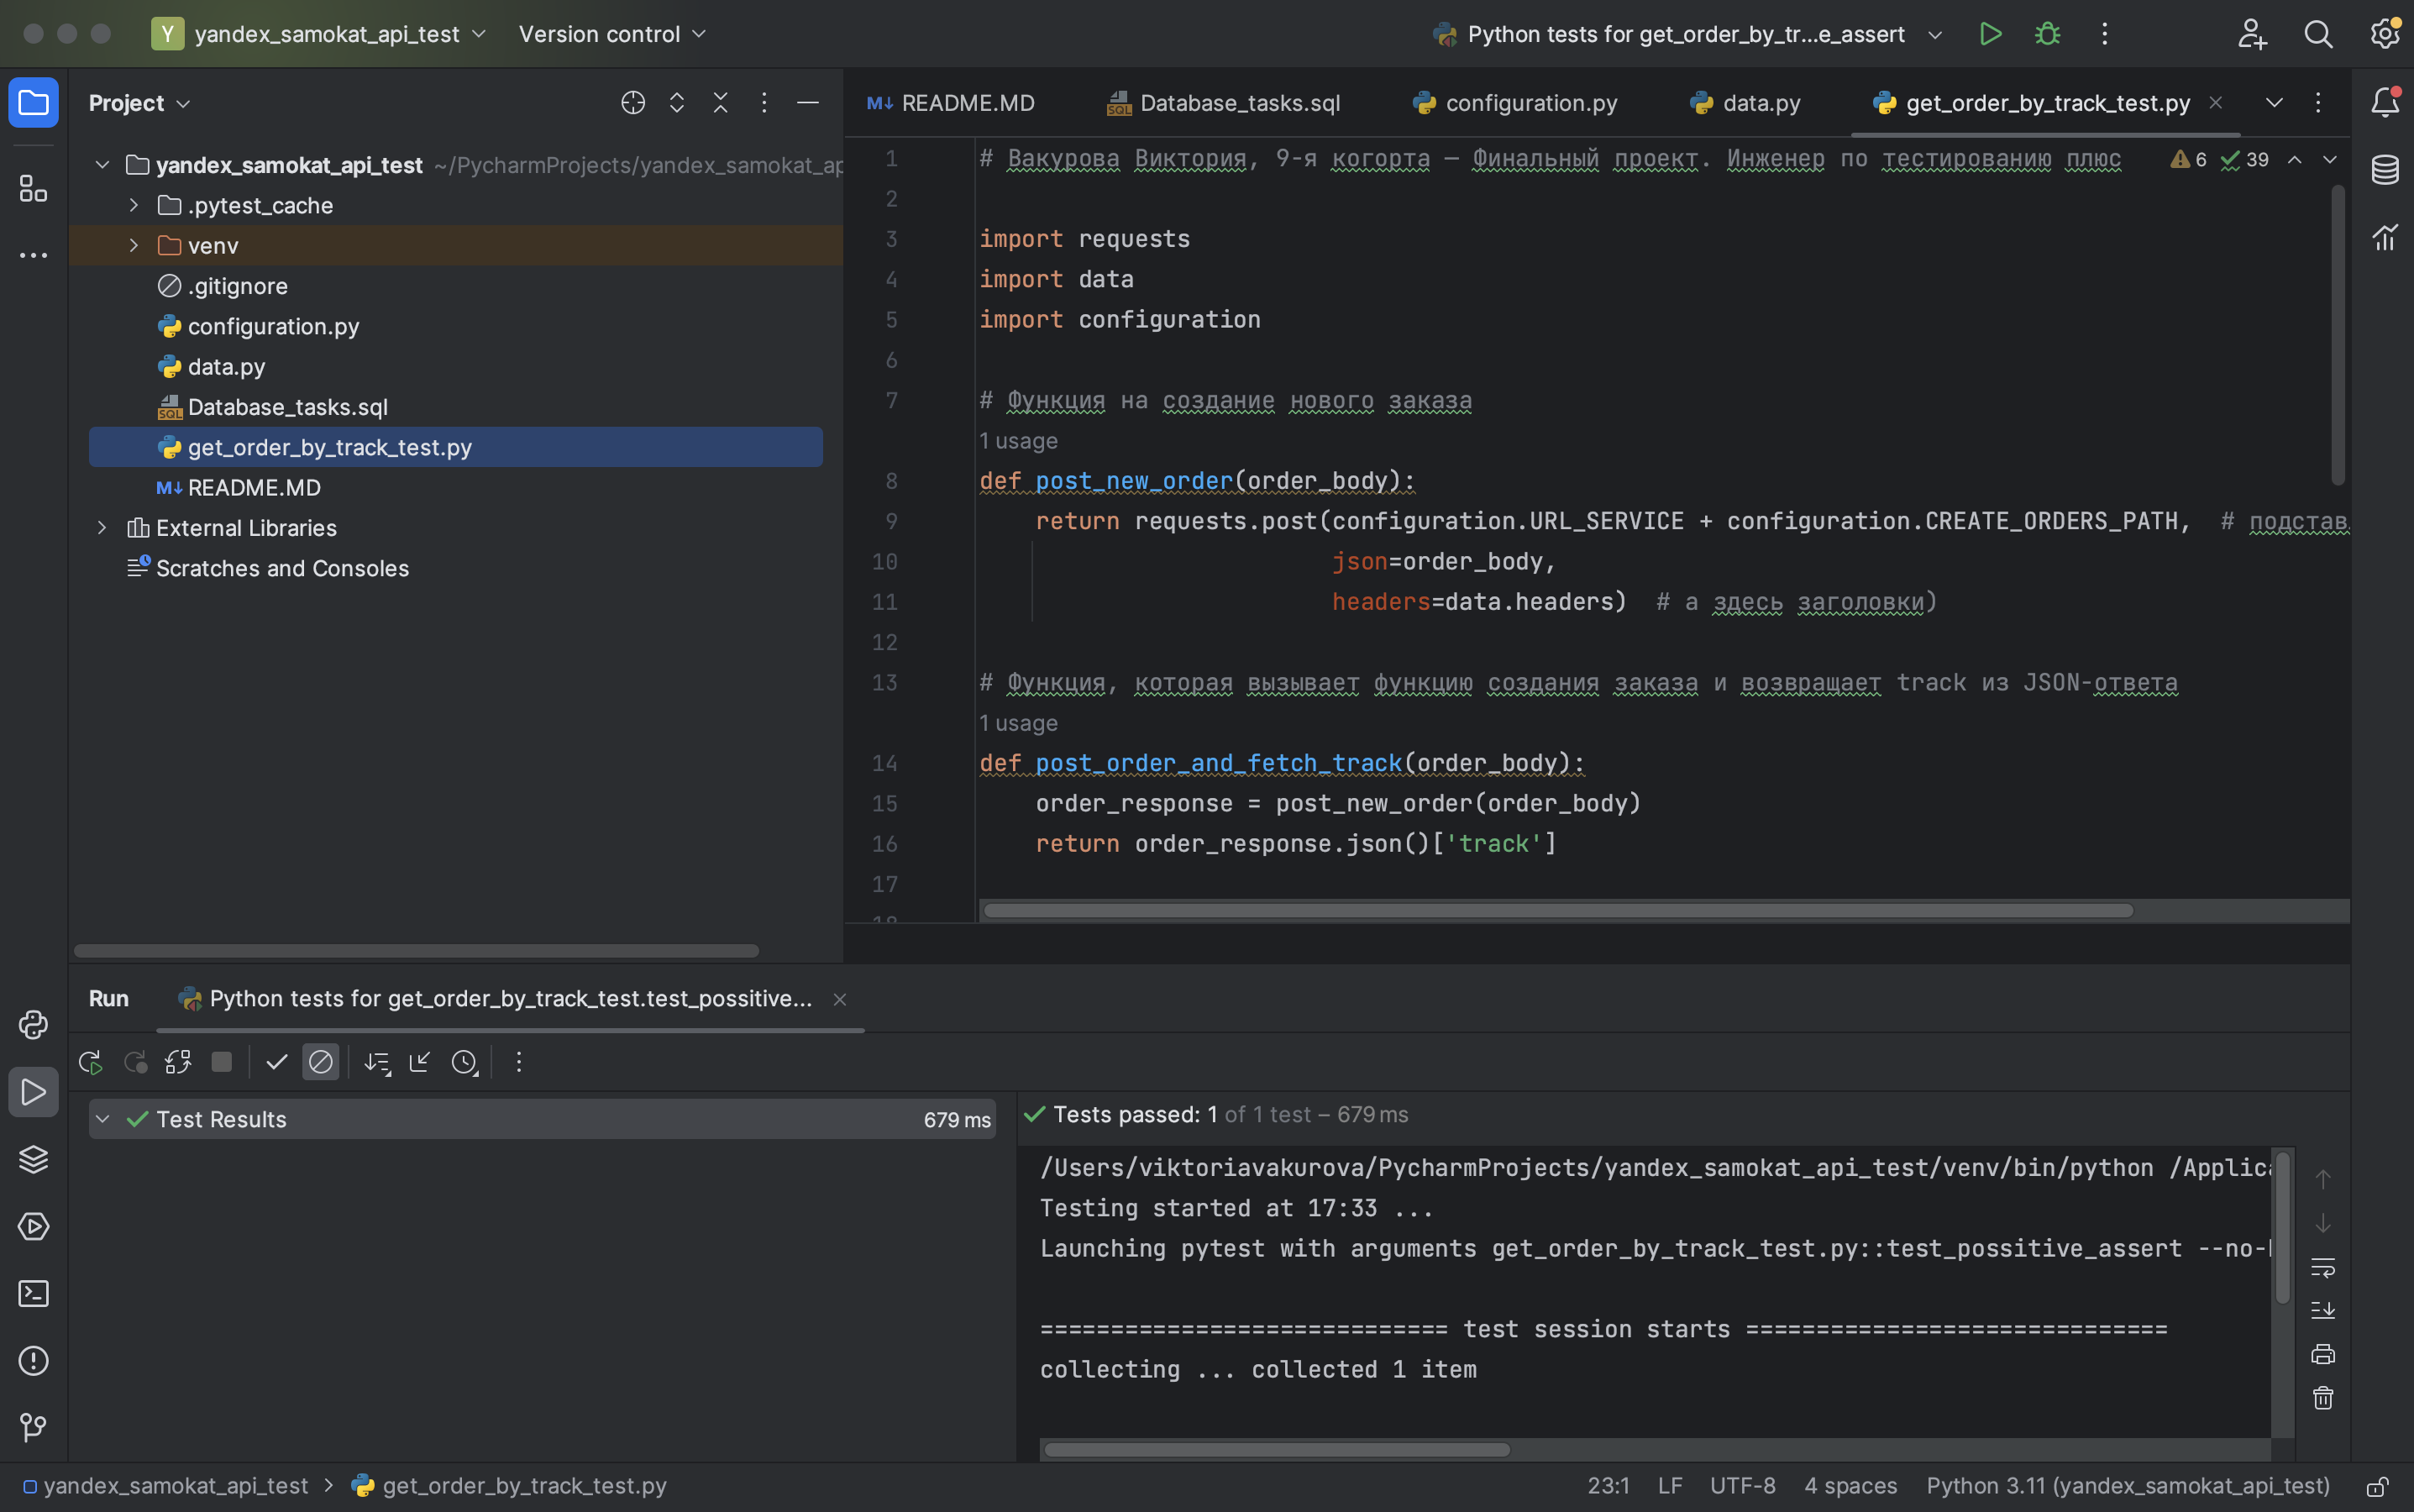 Y yandex_samokat_api_test Version control Python tests for get_order_by_tr...e_assert
Project
README.MD Database_tasks.sql configuration.py data.py get_order_by_track_test.py
yandex_samokat_api_test ~/PycharmProjects/yandex_samokat_ap
.pytest_cache
venv
.gitignore
configuration.py
data.py
Database_tasks.sql
get_order_by_track_test.py
README.MD
External Libraries
Scratches and Consoles
6 39
1 # Вакурова Виктория, 9-я когорта — Финальный проект. Инженер по тестированию плюс
2
3 import requests
4 import data
5 import configuration
6
7 # Функция на создание нового заказа
1 usage
8 def post_new_order(order_body):
9 return requests.post(configuration.URL_SERVICE + configuration.CREATE_ORDERS_PATH, # подстав
10 json=order_body,
11 headers=data.headers) # а здесь заголовки)
12
13 # Функция, которая вызывает функцию создания заказа и возвращает track из JSON-ответа
1 usage
14 def post_order_and_fetch_track(order_body):
15 order_response = post_new_order(order_body)
16 return order_response.json()['track']
17
18
Run Python tests for get_order_by_track_test.test_possitive...
Test Results 679 ms
Tests passed: 1 of 1 test – 679 ms
/Users/viktoriavakurova/PycharmProjects/yandex_samokat_api_test/venv/bin/python /Applic
Testing started at 17:33 ...
Launching pytest with arguments get_order_by_track_test.py::test_possitive_assert --no-
============================= test session starts ==============================
collecting ... collected 1 item
yandex_samokat_api_test > get_order_by_track_test.py 23:1 LF UTF-8 4 spaces Python 3.11 (yandex_samokat_api_test)